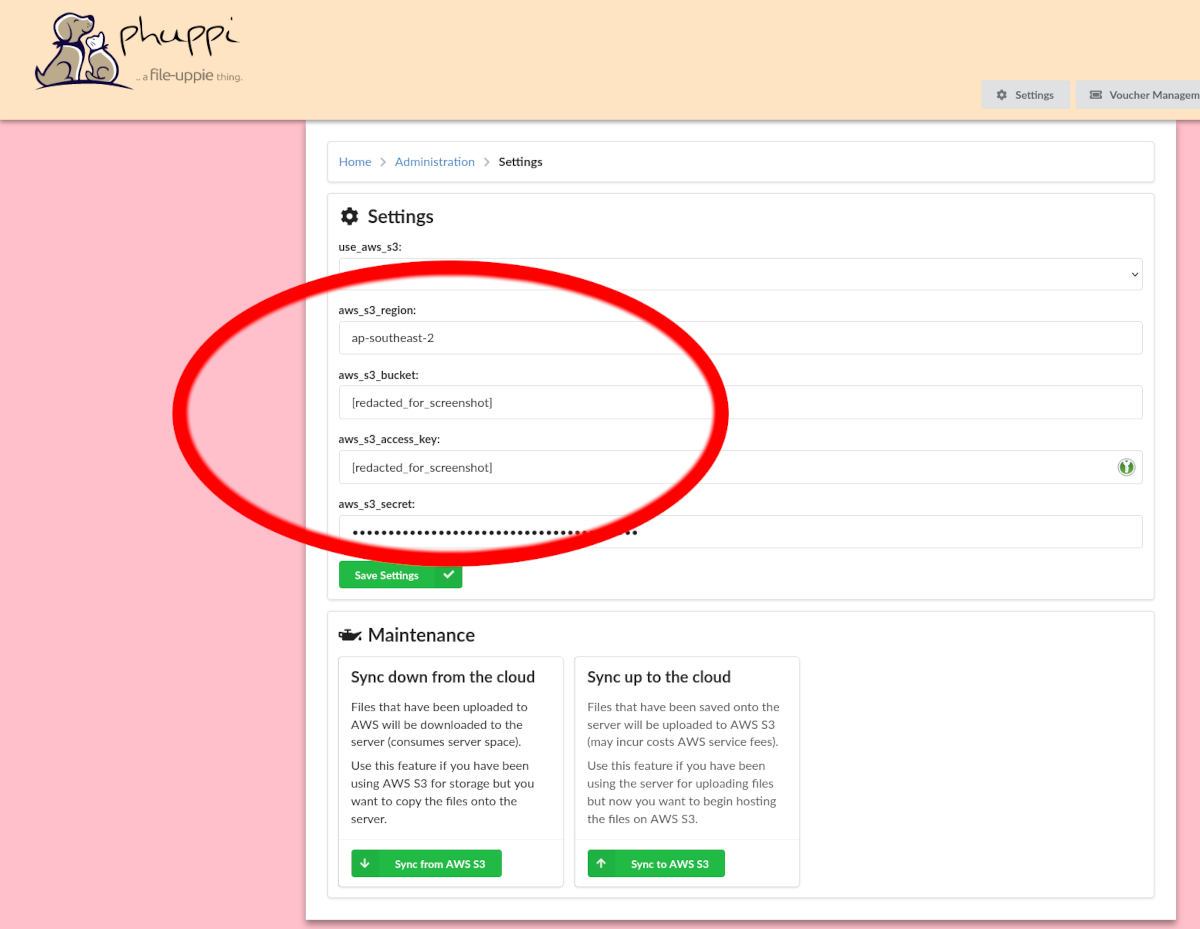 phuppi
.. a file-uppie thing.
Settings
Voucher Managem
Home > Administration > Settings
Settings
use_aws_s3:
aws_s3_region:
ap-southeast-2
aws_s3_bucket:
[redacted_for_screenshot]
aws_s3_access_key:
[redacted_for_screenshot]
aws_s3_secret:
Save Settings
Maintenance
Sync down from the cloud
Files that have been uploaded to
AWS will be downloaded to the
server (consumes server space).
Use this feature if you have been
using AWS S3 for storage but you
want to copy the files onto the
server.
Sync from AWS S3
Sync up to the cloud
Files that have been saved onto the
server will be uploaded to AWS S3
(may incur costs AWS service fees).
Use this feature if you have been
using the server for uploading files
but now you want to begin hosting
the files on AWS S3.
Sync to AWS S3